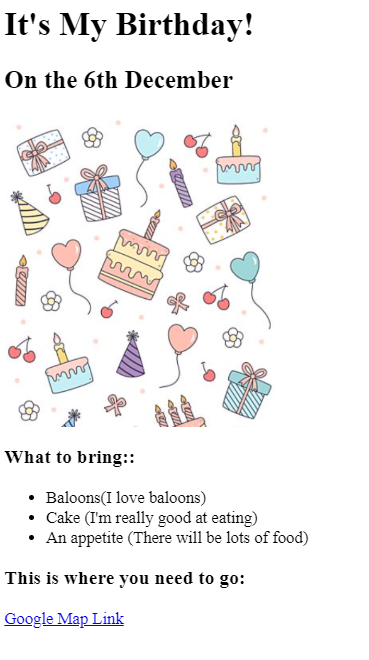 It's My Birthday!
On the 6th December
What to bring::
Baloons(I love baloons)
Cake (I'm really good at eating)
An appetite (There will be lots of food)
This is where you need to go:
Google Map Link